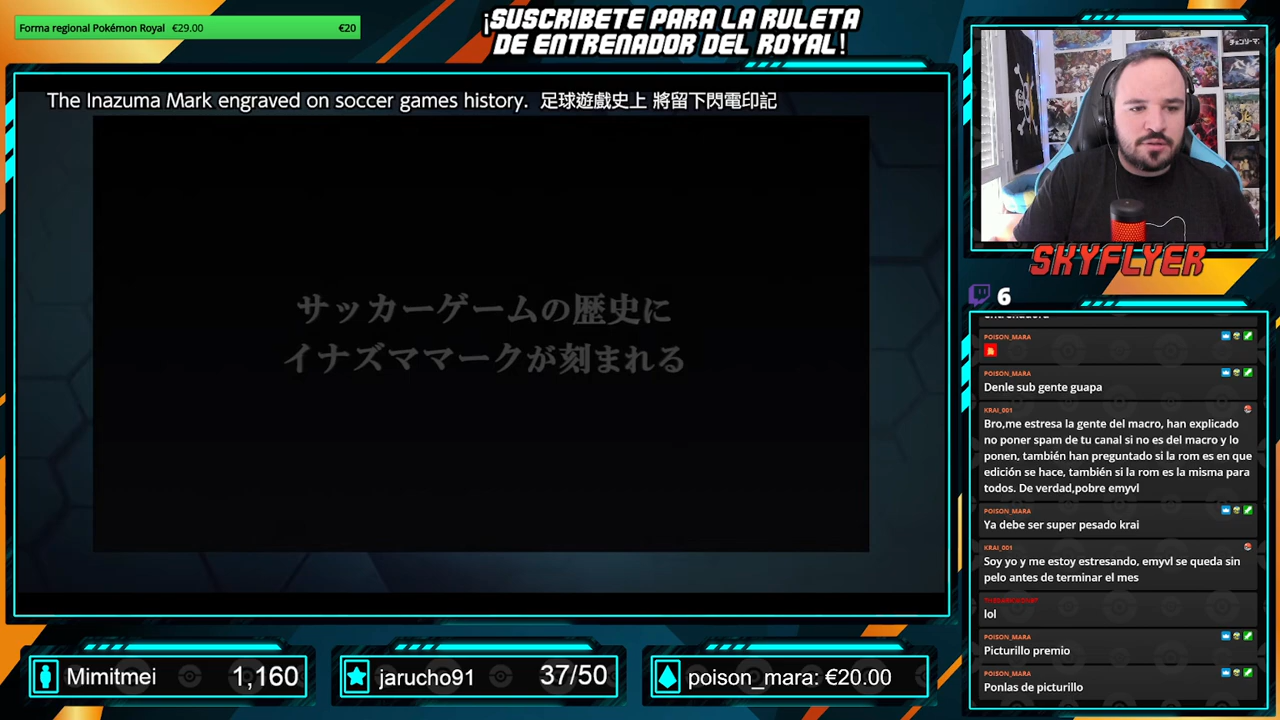 Forma regional Pokémon Royal €29.00 €20
¡SUSCRIBETE PARA LA RULETA
DE ENTRENADOR DEL ROYAL!
The Inazuma Mark engraved on soccer games history. 足球遊戲史上 將留下閃電印記
サッカーゲームの歴史に
イナズママークが刻まれる
SKYFLYER
6
POISON_MARA
POISON_MARA
Denle sub gente guapa
KRAI_001
Bro,me estresa la gente del macro, han explicado
no poner spam de tu canal si no es del macro y lo
ponen, también han preguntado si la rom es en que
edición se hace, también si la rom es la misma para
todos. De verdad,pobre emyvl
POISON_MARA
Ya debe ser super pesado krai
KRAI_001
Soy yo y me estoy estresando, emyvl se queda sin
pelo antes de terminar el mes
lol
POISON_MARA
Picturillo premio
POISON_MARA
Ponlas de picturillo
Mimitmei 1,160
jarucho91 37/50
poison_mara: €20.00